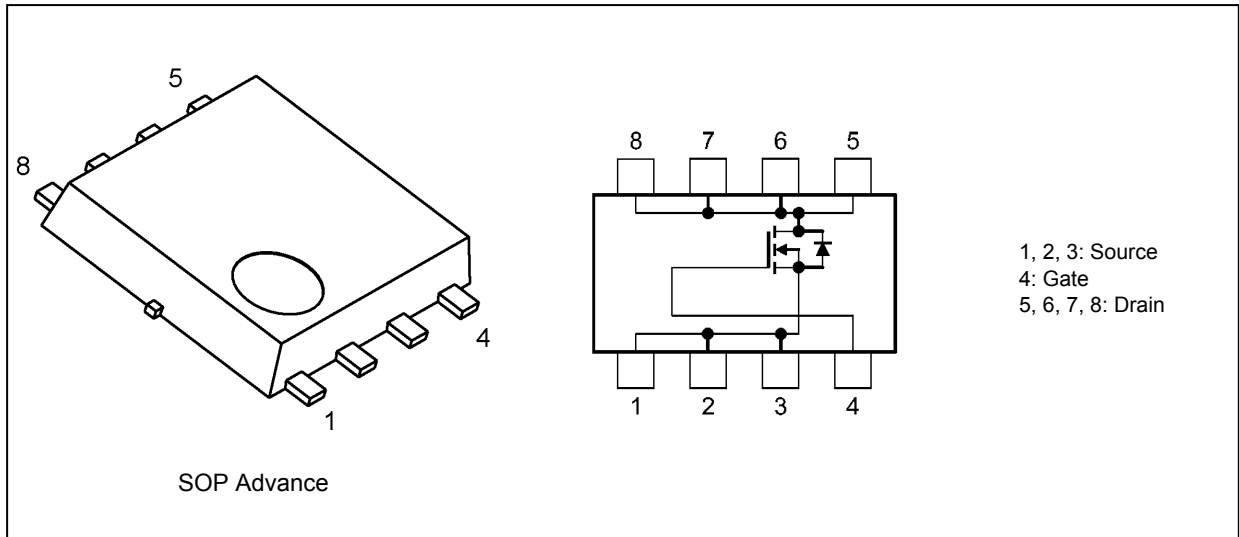 5
8
4
1
SOP Advance
8 7 6 5
1 2 3 4
1, 2, 3: Source
4: Gate
5, 6, 7, 8: Drain